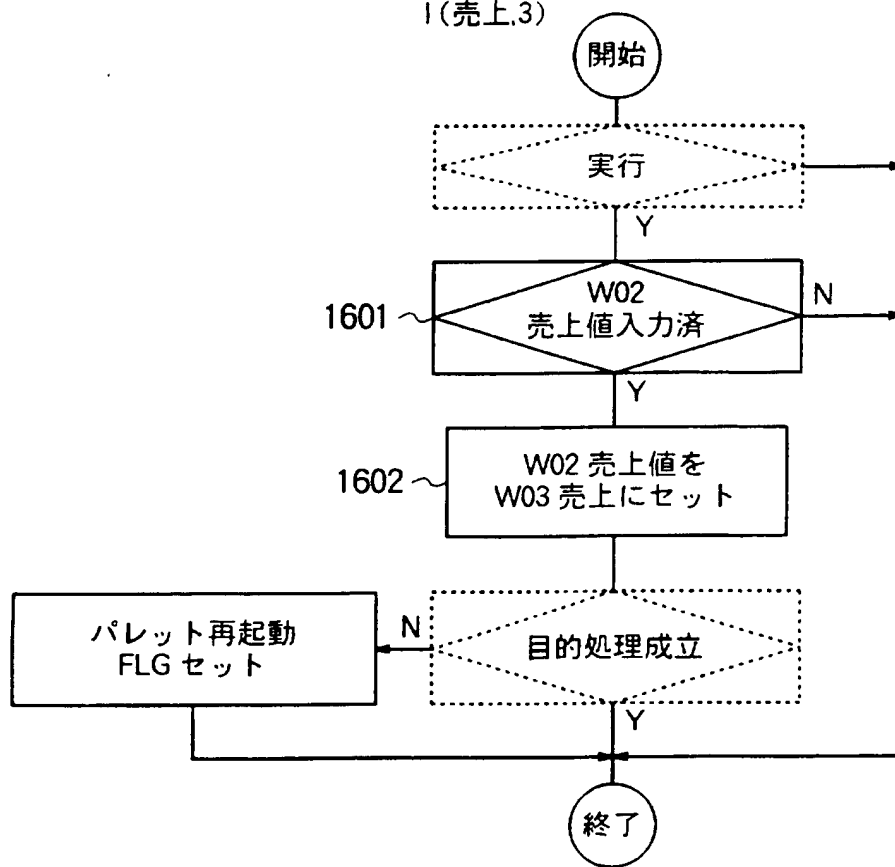 l(売上,3)
開始
実行
Y
1601
W02
売上値入力済
N
Y
1602
W02 売上値を
W03 売上にセット
パレット再起動
FLG セット
N
目的処理成立
Y
終了